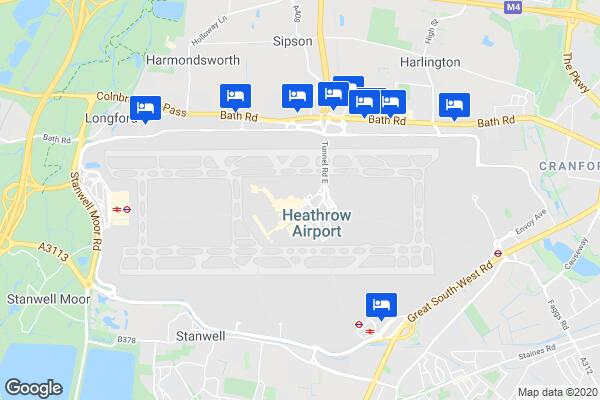 M4
A408
Holloway Ln
Sipson
High St
Harmondsworth
Harlington
The Pkwy
Colnbrook
Pass
Longford
Bath Rd
Bath Rd
Bath Rd
Bath Rd
Tunnel Rd E
CRANFOR
Stanwell Moor Rd
Heathrow
Airport
Envoy Ave
A3113
Causeway
Great South-West Rd
Stanwell Moor
Faggs Rd
B378
Stanwell
Staines Rd
A312
Google
Map data ©2020